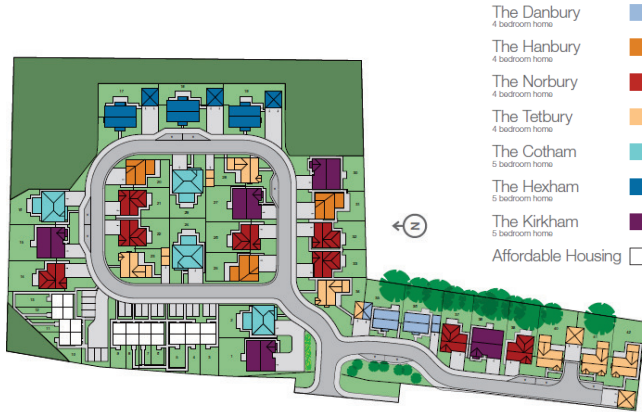 The Danbury
4 bedroom home
The Hanbury
4 bedroom home
The Norbury
4 bedroom home
The Tetbury
4 bedroom home
The Cotham
5 bedroom home
The Hexham
5 bedroom home
The Kirkham
5 bedroom home
Affordable Housing
N